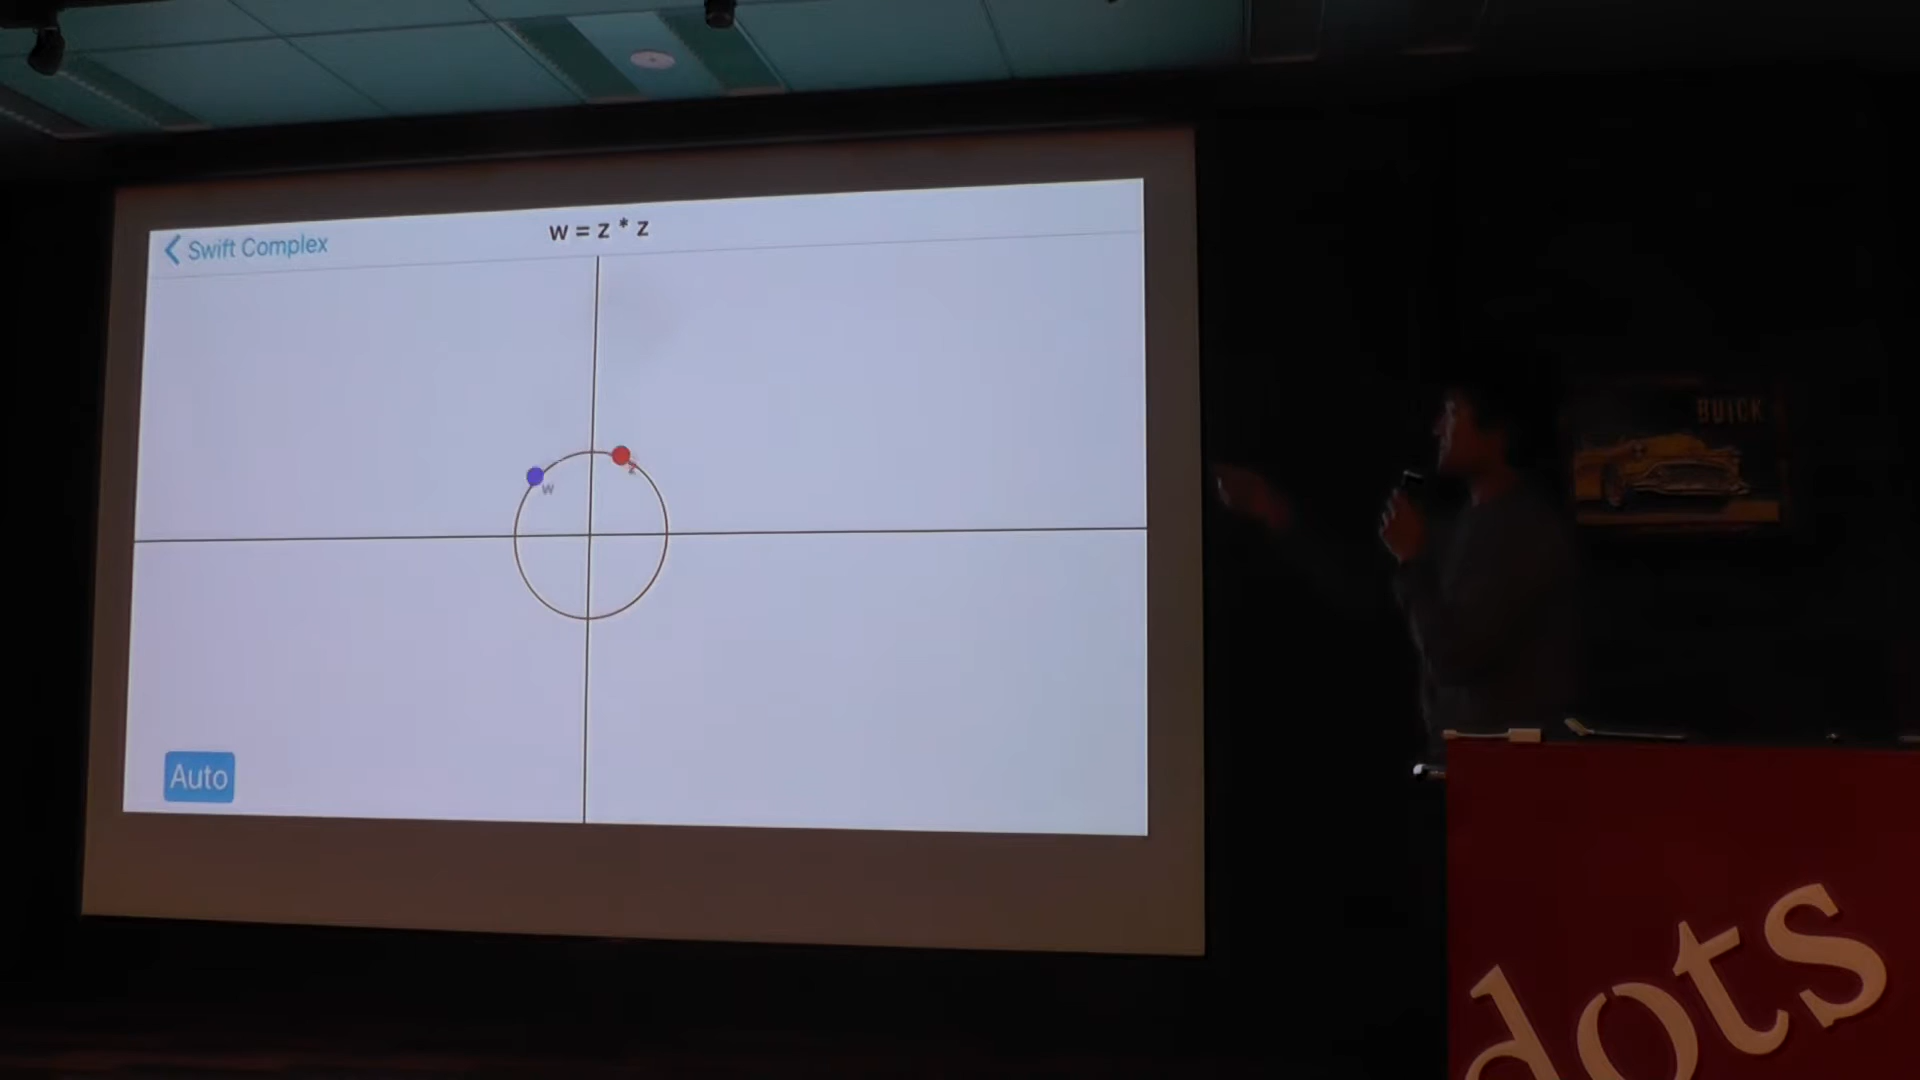 Swift Complex
w = z * z
z
w
Auto
BUICK
dots